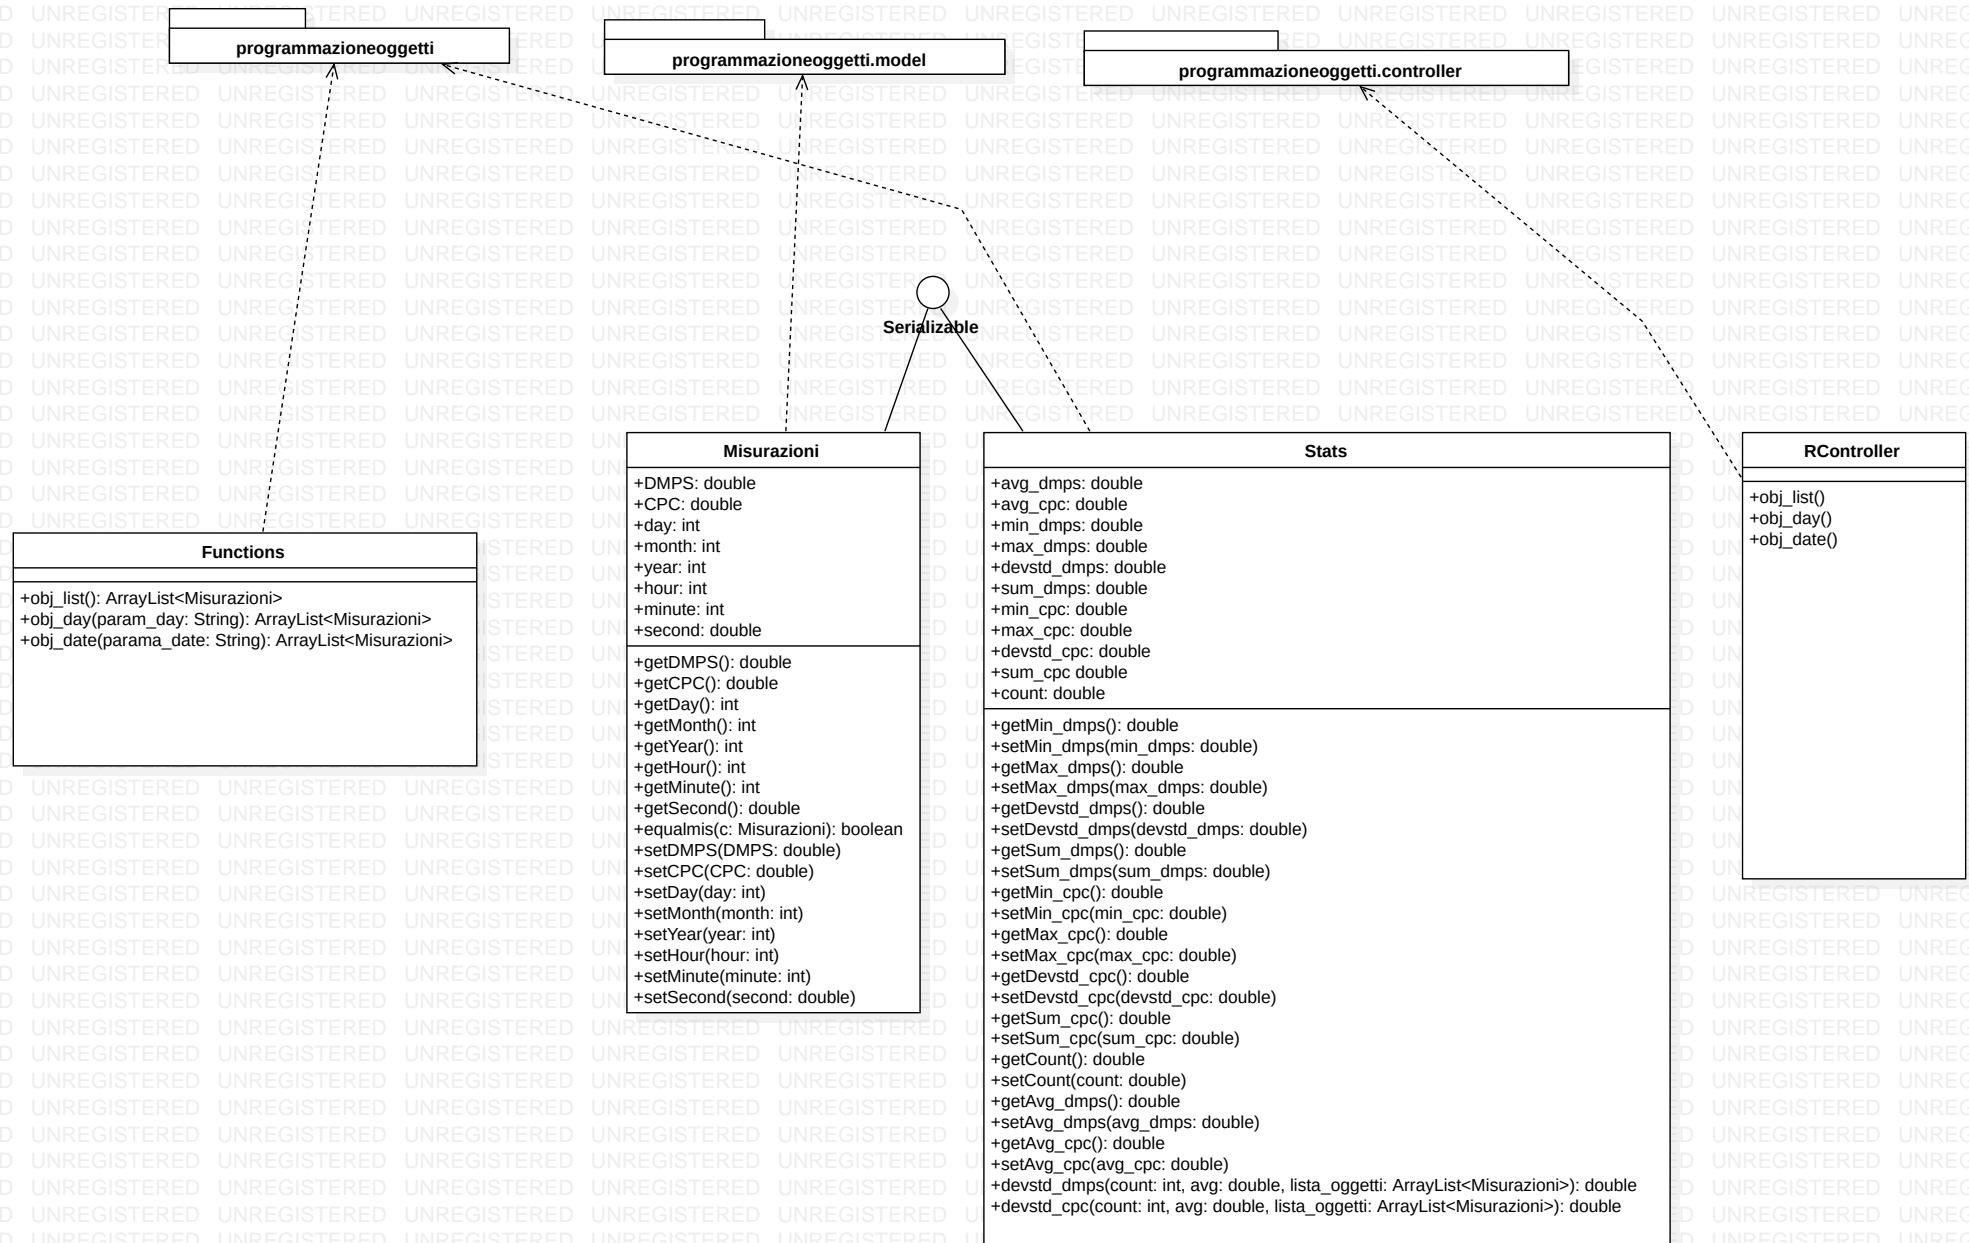 programmazioneoggetti
programmazioneoggetti.model
programmazioneoggetti.controller
Serializable
Functions
+obj_list(): ArrayList<Misurazioni>
+obj_day(param_day: String): ArrayList<Misurazioni>
+obj_date(parama_date: String): ArrayList<Misurazioni>
Misurazioni
+DMPS: double
+CPC: double
+day: int
+month: int
+year: int
+hour: int
+minute: int
+second: double
+getDMPS(): double
+getCPC(): double
+getDay(): int
+getMonth(): int
+getYear(): int
+getHour(): int
+getMinute(): int
+getSecond(): double
+equalmis(c: Misurazioni): boolean
+setDMPS(DMPS: double)
+setCPC(CPC: double)
+setDay(day: int)
+setMonth(month: int)
+setYear(year: int)
+setHour(hour: int)
+setMinute(minute: int)
+setSecond(second: double)
Stats
+avg_dmps: double
+avg_cpc: double
+min_dmps: double
+max_dmps: double
+devstd_dmps: double
+sum_dmps: double
+min_cpc: double
+max_cpc: double
+devstd_cpc: double
+sum_cpc double
+count: double
+getMin_dmps(): double
+setMin_dmps(min_dmps: double)
+getMax_dmps(): double
+setMax_dmps(max_dmps: double)
+getDevstd_dmps(): double
+setDevstd_dmps(devstd_dmps: double)
+getSum_dmps(): double
+setSum_dmps(sum_dmps: double)
+getMin_cpc(): double
+setMin_cpc(min_cpc: double)
+getMax_cpc(): double
+setMax_cpc(max_cpc: double)
+getDevstd_cpc(): double
+setDevstd_cpc(devstd_cpc: double)
+getSum_cpc(): double
+setSum_cpc(sum_cpc: double)
+getCount(): double
+setCount(count: double)
+getAvg_dmps(): double
+setAvg_dmps(avg_dmps: double)
+getAvg_cpc(): double
+setAvg_cpc(avg_cpc: double)
+devstd_dmps(count: int, avg: double, lista_oggetti: ArrayList<Misurazioni>): double
+devstd_cpc(count: int, avg: double, lista_oggetti: ArrayList<Misurazioni>): double
RController
+obj_list()
+obj_day()
+obj_date()
UNREGISTERED